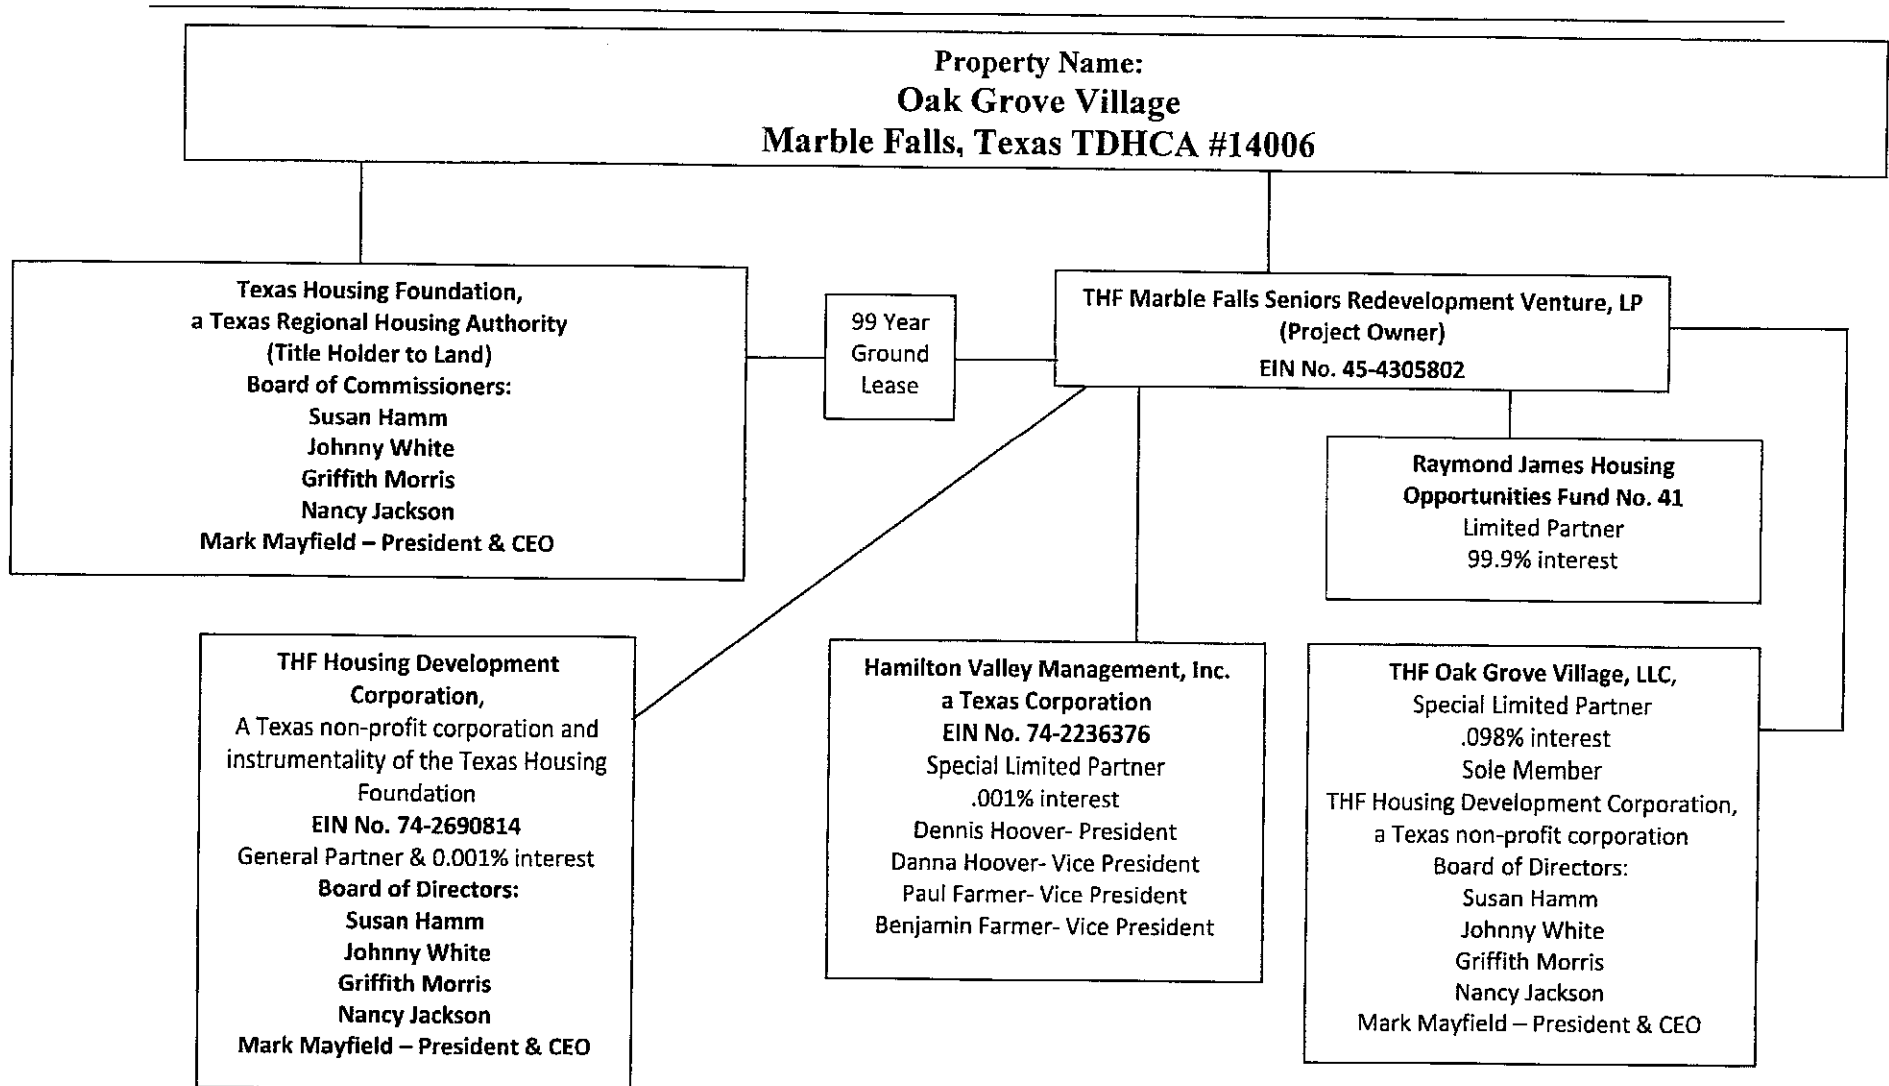 Property Name:
Oak Grove Village
Marble Falls, Texas TDHCA #14006
Texas Housing Foundation,
a Texas Regional Housing Authority
(Title Holder to Land)
Board of Commissioners:
Susan Hamm
Johnny White
Griffith Morris
Nancy Jackson
Mark Mayfield – President & CEO
99 Year
Ground
Lease
THF Marble Falls Seniors Redevelopment Venture, LP
(Project Owner)
EIN No. 45-4305802
Raymond James Housing
Opportunities Fund No. 41
Limited Partner
99.9% interest
THF Housing Development
Corporation,
A Texas non-profit corporation and
instrumentality of the Texas Housing
Foundation
EIN No. 74-2690814
General Partner & 0.001% interest
Board of Directors:
Susan Hamm
Johnny White
Griffith Morris
Nancy Jackson
Mark Mayfield – President & CEO
Hamilton Valley Management, Inc.
a Texas Corporation
EIN No. 74-2236376
Special Limited Partner
.001% interest
Dennis Hoover- President
Danna Hoover- Vice President
Paul Farmer- Vice President
Benjamin Farmer- Vice President
THF Oak Grove Village, LLC,
Special Limited Partner
.098% interest
Sole Member
THF Housing Development Corporation,
a Texas non-profit corporation
Board of Directors:
Susan Hamm
Johnny White
Griffith Morris
Nancy Jackson
Mark Mayfield – President & CEO